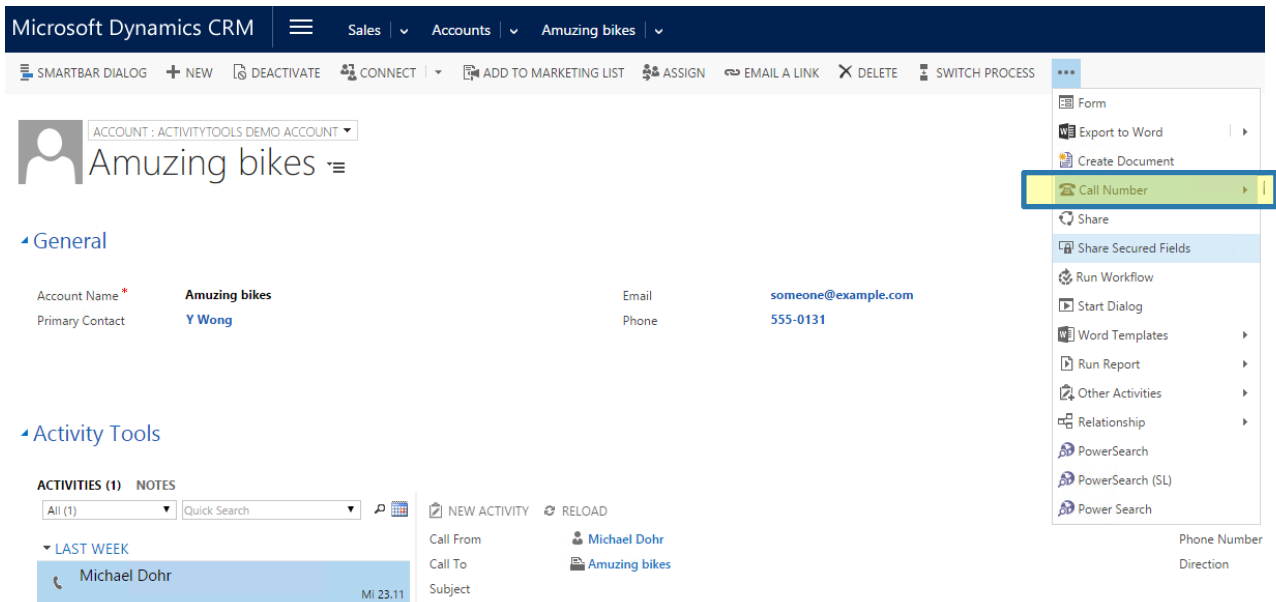 Microsoft Dynamics CRM Sales Accounts Amuzing bikes
SMARTBAR DIALOG NEW DEACTIVATE CONNECT ADD TO MARKETING LIST ASSIGN EMAIL A LINK DELETE SWITCH PROCESS •••
Form
Export to Word
Create Document
Call Number
Share
Share Secured Fields
Run Workflow
Start Dialog
Word Templates
Run Report
Other Activities
Relationship
PowerSearch
PowerSearch (SL)
Power Search
ACCOUNT : ACTIVITYTOOLS DEMO ACCOUNT
Amuzing bikes
General
Account Name* Amuzing bikes Email someone@example.com
Primary Contact Y Wong Phone 555-0131
Activity Tools
ACTIVITIES (1) NOTES
All (1) Quick Search
LAST WEEK
Michael Dohr
Mi 23.11
NEW ACTIVITY RELOAD
Call From Michael Dohr Phone Number
Call To Amuzing bikes Direction
Subject